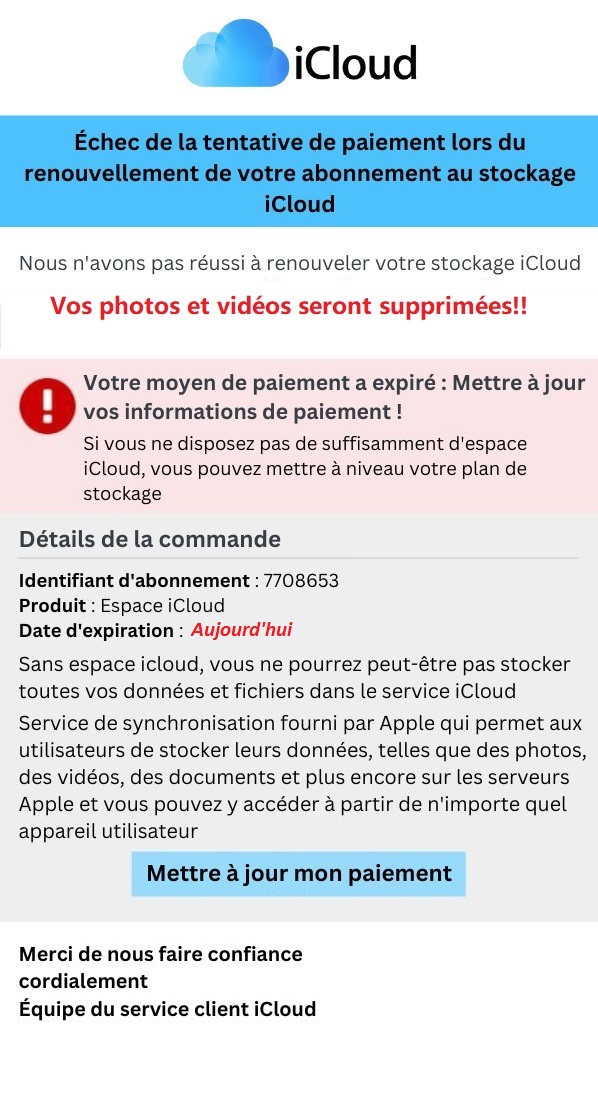 iCloud
Échec de la tentative de paiement lors du
renouvellement de votre abonnement au stockage
iCloud
Nous n'avons pas réussi à renouveler votre stockage iCloud
Vos photos et vidéos seront supprimées!!
Votre moyen de paiement a expiré : Mettre à jour
vos informations de paiement !
Si vous ne disposez pas de suffisamment d'espace
iCloud, vous pouvez mettre à niveau votre plan de
stockage
Détails de la commande
Identifiant d'abonnement : 7708653
Produit : Espace iCloud
Date d'expiration : Aujourd'hui
Sans espace icloud, vous ne pourrez peut-être pas stocker
toutes vos données et fichiers dans le service iCloud
Service de synchronisation fourni par Apple qui permet aux
utilisateurs de stocker leurs données, telles que des photos,
des vidéos, des documents et plus encore sur les serveurs
Apple et vous pouvez y accéder à partir de n'importe quel
appareil utilisateur
Mettre à jour mon paiement
Merci de nous faire confiance
cordialement
Équipe du service client iCloud